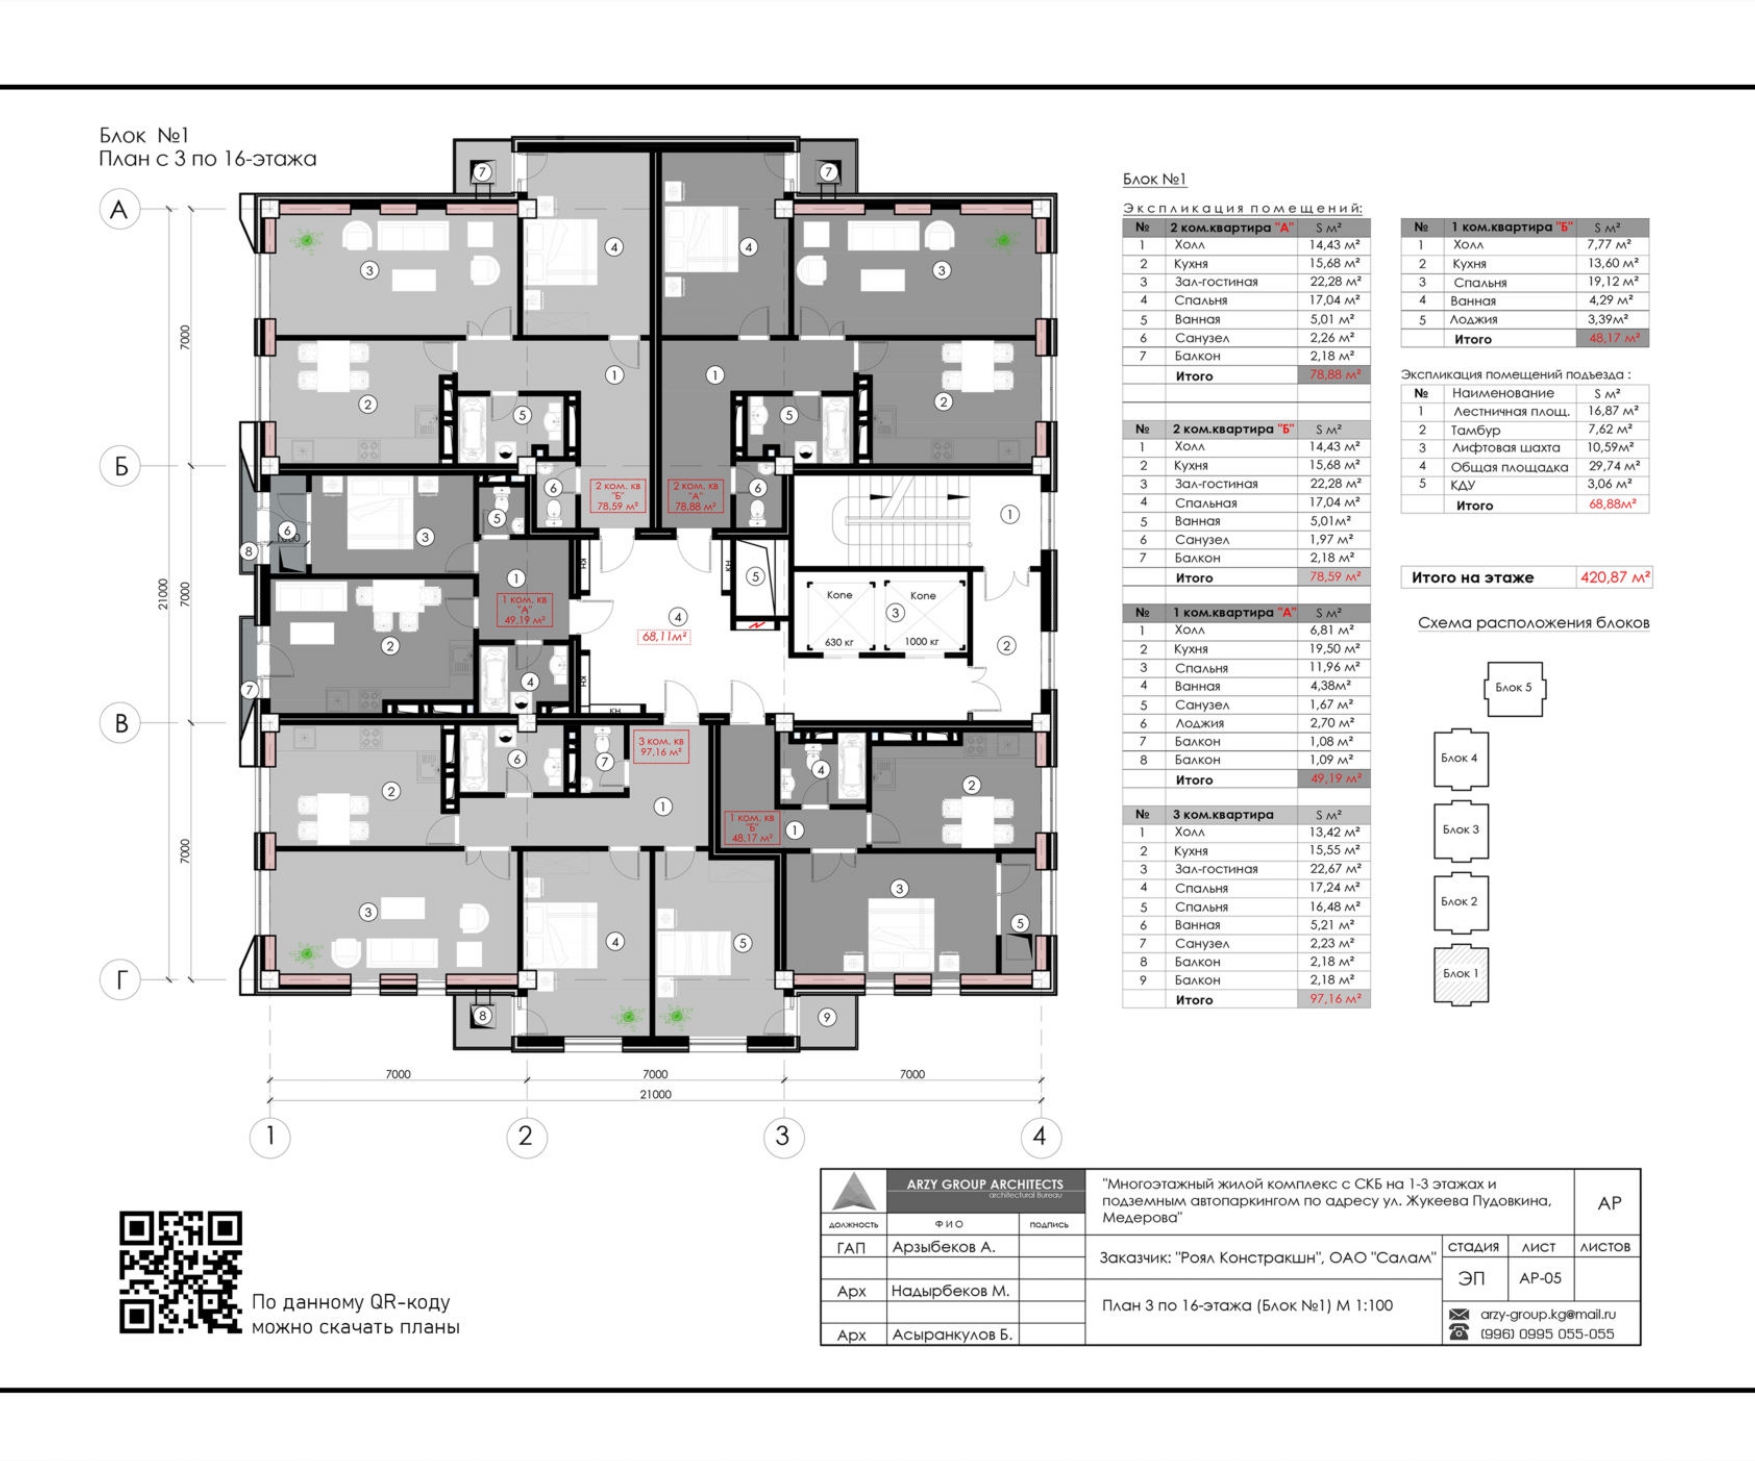 Блок №1
План с 3 по 16-этажа
А
Б
В
Г
7000
7000
7000
21000
7
7
3
4
4
3
2
1
1
2
5
5
6
6
2 ком. кв
"Б"
78,59 м²
2 ком. кв
"А"
78,88 м²
8
6
3
5
1
1 ком. кв
"А"
49,19 м²
7
2
4
кн
кн
кн
кн
4
68,11м²
5
Коне
Коне
3
630 кг
1000 кг
1
2
3 ком. кв
97,16 м²
2
6
7
1
3
4
5
8
9
1 ком. кв
"Б"
48,17 м²
1
4
2
3
5
7000
7000
7000
21000
1
2
3
4
Блок №1
Экспликация помещений:
№ 2 ком.квартира "А" S м²
1 Холл 14,43 м²
2 Кухня 15,68 м²
3 Зал-гостиная 22,28 м²
4 Спальня 17,04 м²
5 Ванная 5,01 м²
6 Санузел 2,26 м²
7 Балкон 2,18 м²
Итого 78,88 м²
№ 2 ком.квартира "Б" S м²
1 Холл 14,43 м²
2 Кухня 15,68 м²
3 Зал-гостиная 22,28 м²
4 Спальная 17,04 м²
5 Ванная 5,01м²
6 Санузел 1,97 м²
7 Балкон 2,18 м²
Итого 78,59 м²
№ 1 ком.квартира "А" S м²
1 Холл 6,81 м²
2 Кухня 19,50 м²
3 Спальня 11,96 м²
4 Ванная 4,38м²
5 Санузел 1,67 м²
6 Лоджия 2,70 м²
7 Балкон 1,08 м²
8 Балкон 1,09 м²
Итого 49,19 м²
№ 3 ком.квартира S м²
1 Холл 13,42 м²
2 Кухня 15,55 м²
3 Зал-гостиная 22,67 м²
4 Спальня 17,24 м²
5 Спальня 16,48 м²
6 Ванная 5,21 м²
7 Санузел 2,23 м²
8 Балкон 2,18 м²
9 Балкон 2,18 м²
Итого 97,16 м²
№ 1 ком.квартира "Б" S м²
1 Холл 7,77 м²
2 Кухня 13,60 м²
3 Спальня 19,12 м²
4 Ванная 4,29 м²
5 Лоджия 3,39м²
Итого 48,17 м²
Экспликация помещений подъезда :
№ Наименование S м²
1 Лестничная площ. 16,87 м²
2 Тамбур 7,62 м²
3 Лифтовая шахта 10,59м²
4 Общая площадка 29,74 м²
5 КДУ 3,06 м²
Итого 68,88м²
Итого на этаже 420,87 м²
Схема расположения блоков
Блок 5
Блок 4
Блок 3
Блок 2
Блок 1
По данному QR-коду
можно скачать планы
ARZY GROUP ARCHITECTS
architectural Bureau
должность ФИО подпись
ГАП Арзыбеков А.
Арх Надырбеков М.
Арх Асыранкулов Б.
"Многоэтажный жилой комплекс с СКБ на 1-3 этажах и
подземным автопаркингом по адресу ул. Жукеева Пудовкина,
Медерова"
АР
Заказчик: "Роял Констракшн", ОАО "Салам"
стадия лист листов
ЭП АР-05
План 3 по 16-этажа (Блок №1) М 1:100
arzy-group.kg@mail.ru
(996) 0995 055-055